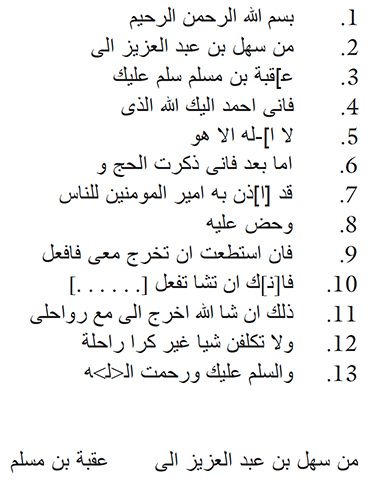 1. بسم الله الرحمن الرحيم
2. من سهل بن عبد العزيز الى
3. ع]قبة بن مسلم سلم عليك
4. فانى احمد اليك الله الذى
5. لا ا]-له الا هو
6. اما بعد فانى ذكرت الحج و
7. قد [ا]ذن به امير المومنين للناس
8. وحض عليه
9. فان استطعت ان تخرج معى فافعل
10. فا[ذ]ك ان تشا تفعل [. . . . . .]
11. ذلك ان شا الله اخرج الى مع رواحلى
12. ولا تكلفن شيا غير كرا راحلة
13. والسلم عليك ورحمت الـ<لـ>ـه
من سهل بن عبد العزيز الى عقبة بن مسلم